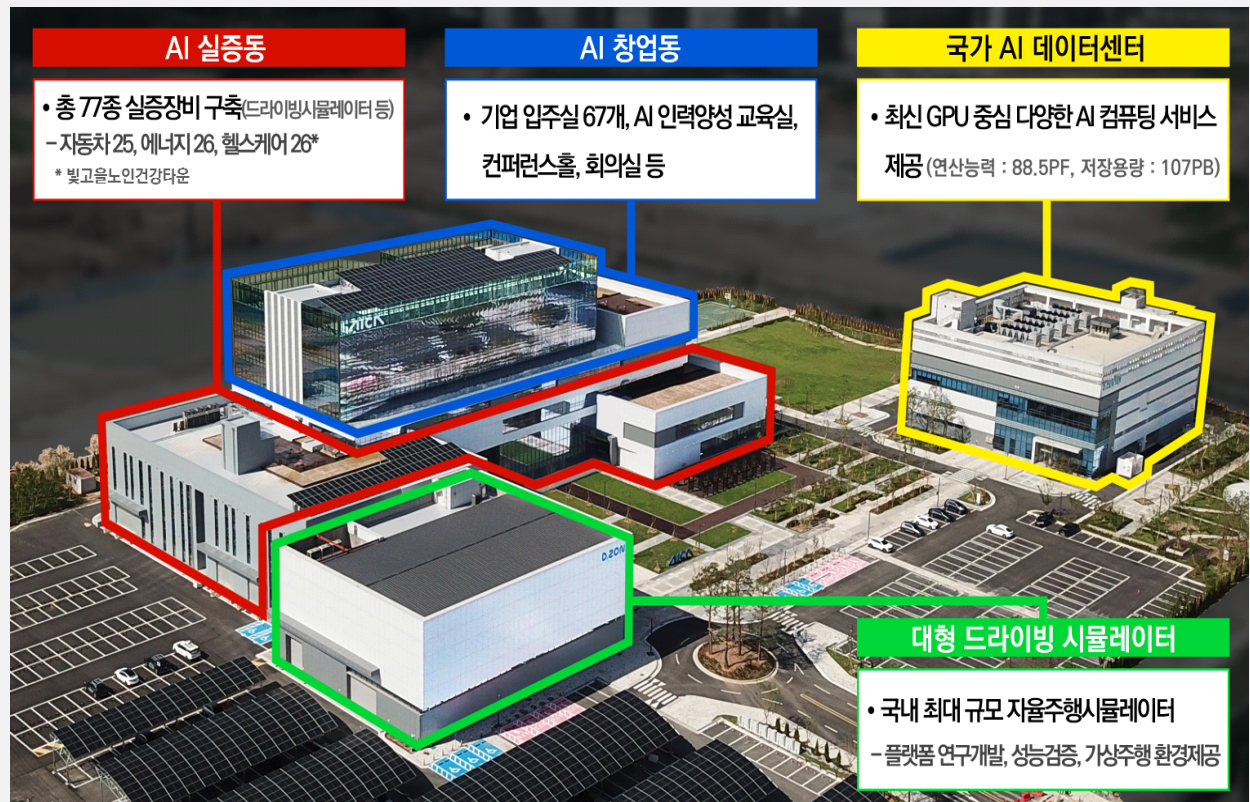 AI 실증동
• 총 77종 실증장비 구축(드라이빙시뮬레이터 등)
– 자동차 25, 에너지 26, 헬스케어 26*
* 빛고을노인건강타운
AI 창업동
• 기업 입주실 67개, AI 인력양성 교육실,
컨퍼런스홀, 회의실 등
국가 AI 데이터센터
• 최신 GPU 중심 다양한 AI 컴퓨팅 서비스
제공 (연산능력 : 88.5PF, 저장용량 : 107PB)
AICA
D.ZON
AICA
대형 드라이빙 시뮬레이터
• 국내 최대 규모 자율주행시뮬레이터
– 플랫폼 연구개발, 성능검증, 가상주행 환경제공